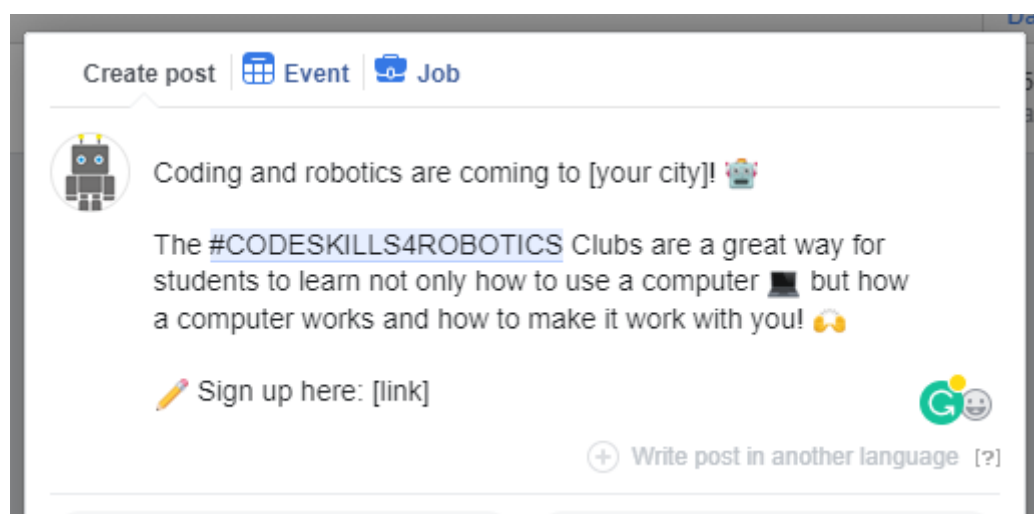 Create post Event Job
Coding and robotics are coming to [your city]! 🤖
The #CODESKILLS4ROBOTICS Clubs are a great way for
students to learn not only how to use a computer 💻 but how
a computer works and how to make it work with you! 🙌
✏️ Sign up here: [link]
Write post in another language [?]